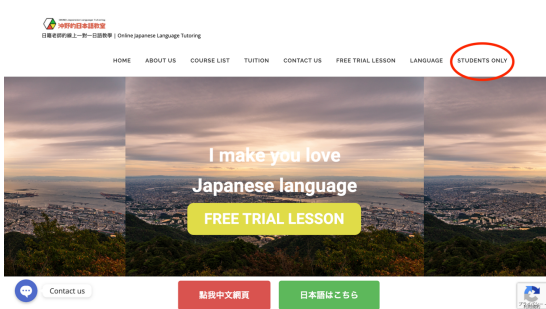 沖野的日本語教室
日籍老師的線上一對一日語教學 | Online Japanese Language Tutoring
HOME ABOUT US COURSE LIST TUITION CONTACT US FREE TRIAL LESSON LANGUAGE STUDENTS ONLY
I make you love
Japanese language
FREE TRIAL LESSON
Contact us
點我中文網頁
日本語はこちら